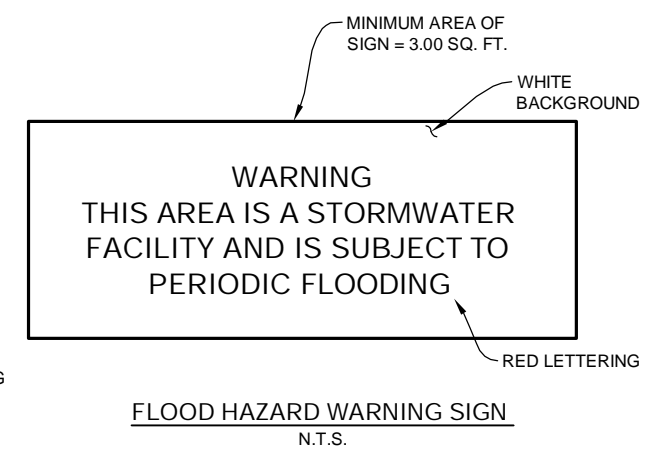 MINIMUM AREA OF
SIGN = 3.00 SQ. FT.
WHITE
BACKGROUND
WARNING
THIS AREA IS A STORMWATER
FACILITY AND IS SUBJECT TO
PERIODIC FLOODING
RED LETTERING
G
FLOOD HAZARD WARNING SIGN
N.T.S.